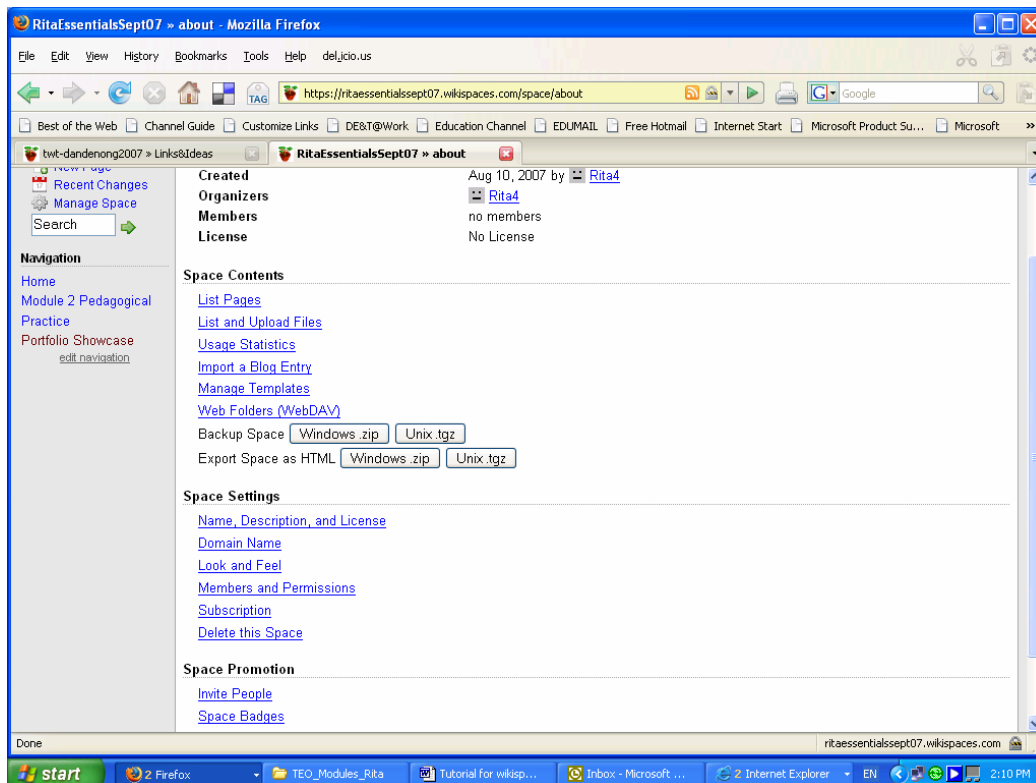 RitaEssentialsSept07 » about - Mozilla Firefox
File Edit View History Bookmarks Tools Help del.icio.us
TAG https://ritaessentialssept07.wikispaces.com/space/about G Google
Best of the Web Channel Guide Customize Links DE&T@Work Education Channel EDUMAIL Free Hotmail Internet Start Microsoft Product Su... Microsoft »
twt-dandenong2007 » Links&Ideas RitaEssentialsSept07 » about
New Page
Recent Changes
Manage Space
Search
Navigation
Home
Module 2 Pedagogical
Practice
Portfolio Showcase
edit navigation
Created Aug 10, 2007 by Rita4
Organizers Rita4
Members no members
License No License
Space Contents
List Pages
List and Upload Files
Usage Statistics
Import a Blog Entry
Manage Templates
Web Folders (WebDAV)
Backup Space Windows .zip Unix .tgz
Export Space as HTML Windows .zip Unix .tgz
Space Settings
Name, Description, and License
Domain Name
Look and Feel
Members and Permissions
Subscription
Delete this Space
Space Promotion
Invite People
Space Badges
Done ritaessentialssept07.wikispaces.com
start 2 Firefox TEO_Modules_Rita Tutorial for wikisp... Inbox - Microsoft ... 2 Internet Explorer EN 2:10 PM